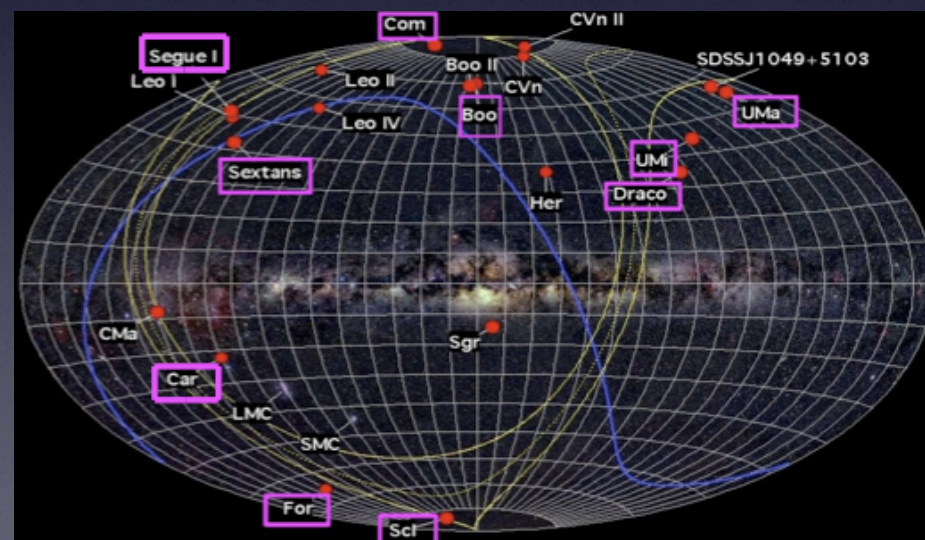 Com
CVn II
Segue I
Leo I
Leo II
Boo II
CVn
SDSSJ1049+5103
Leo IV
Boo
UMa
Sextans
UMi
Her
Draco
CMa
Sgr
Car
LMC
SMC
For
Scl